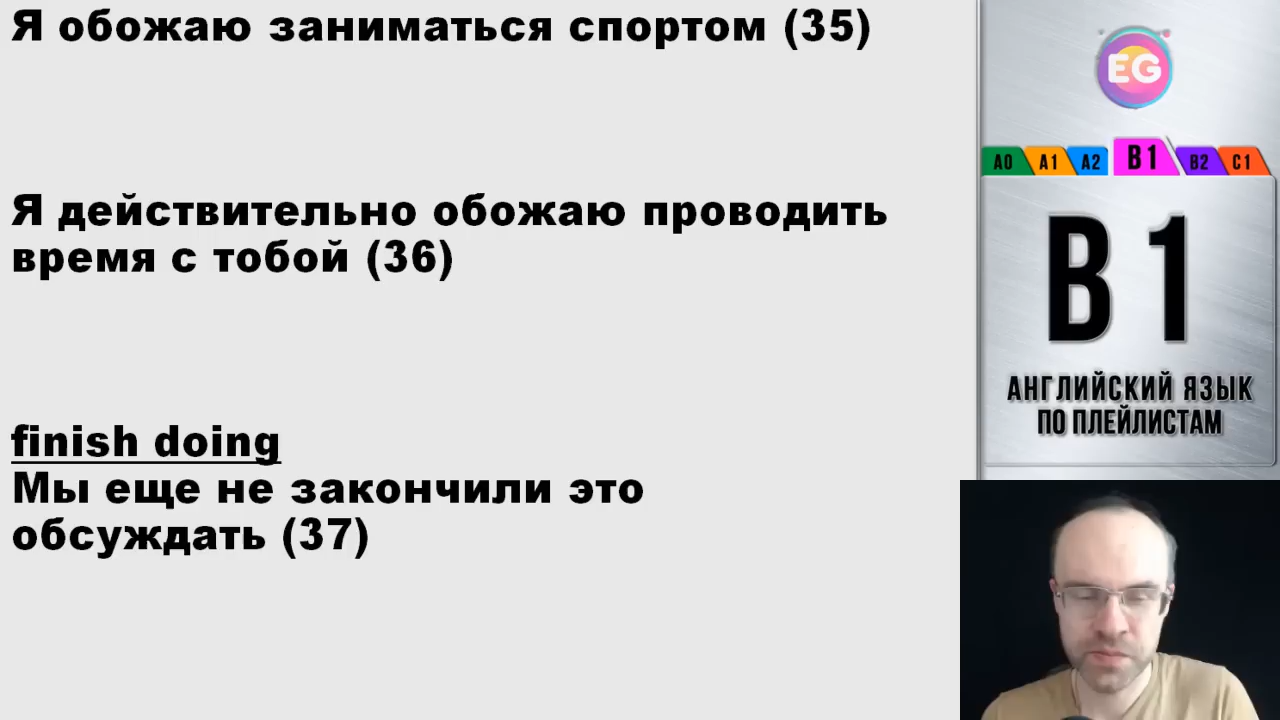 Я обожаю заниматься спортом (35)
Я действительно обожаю проводить
время с тобой (36)
finish doing
Мы еще не закончили это
обсуждать (37)
EG
A0 A1 A2 B1 B2 C1
B1
АНГЛИЙСКИЙ ЯЗЫК
ПО ПЛЕЙЛИСТАМ